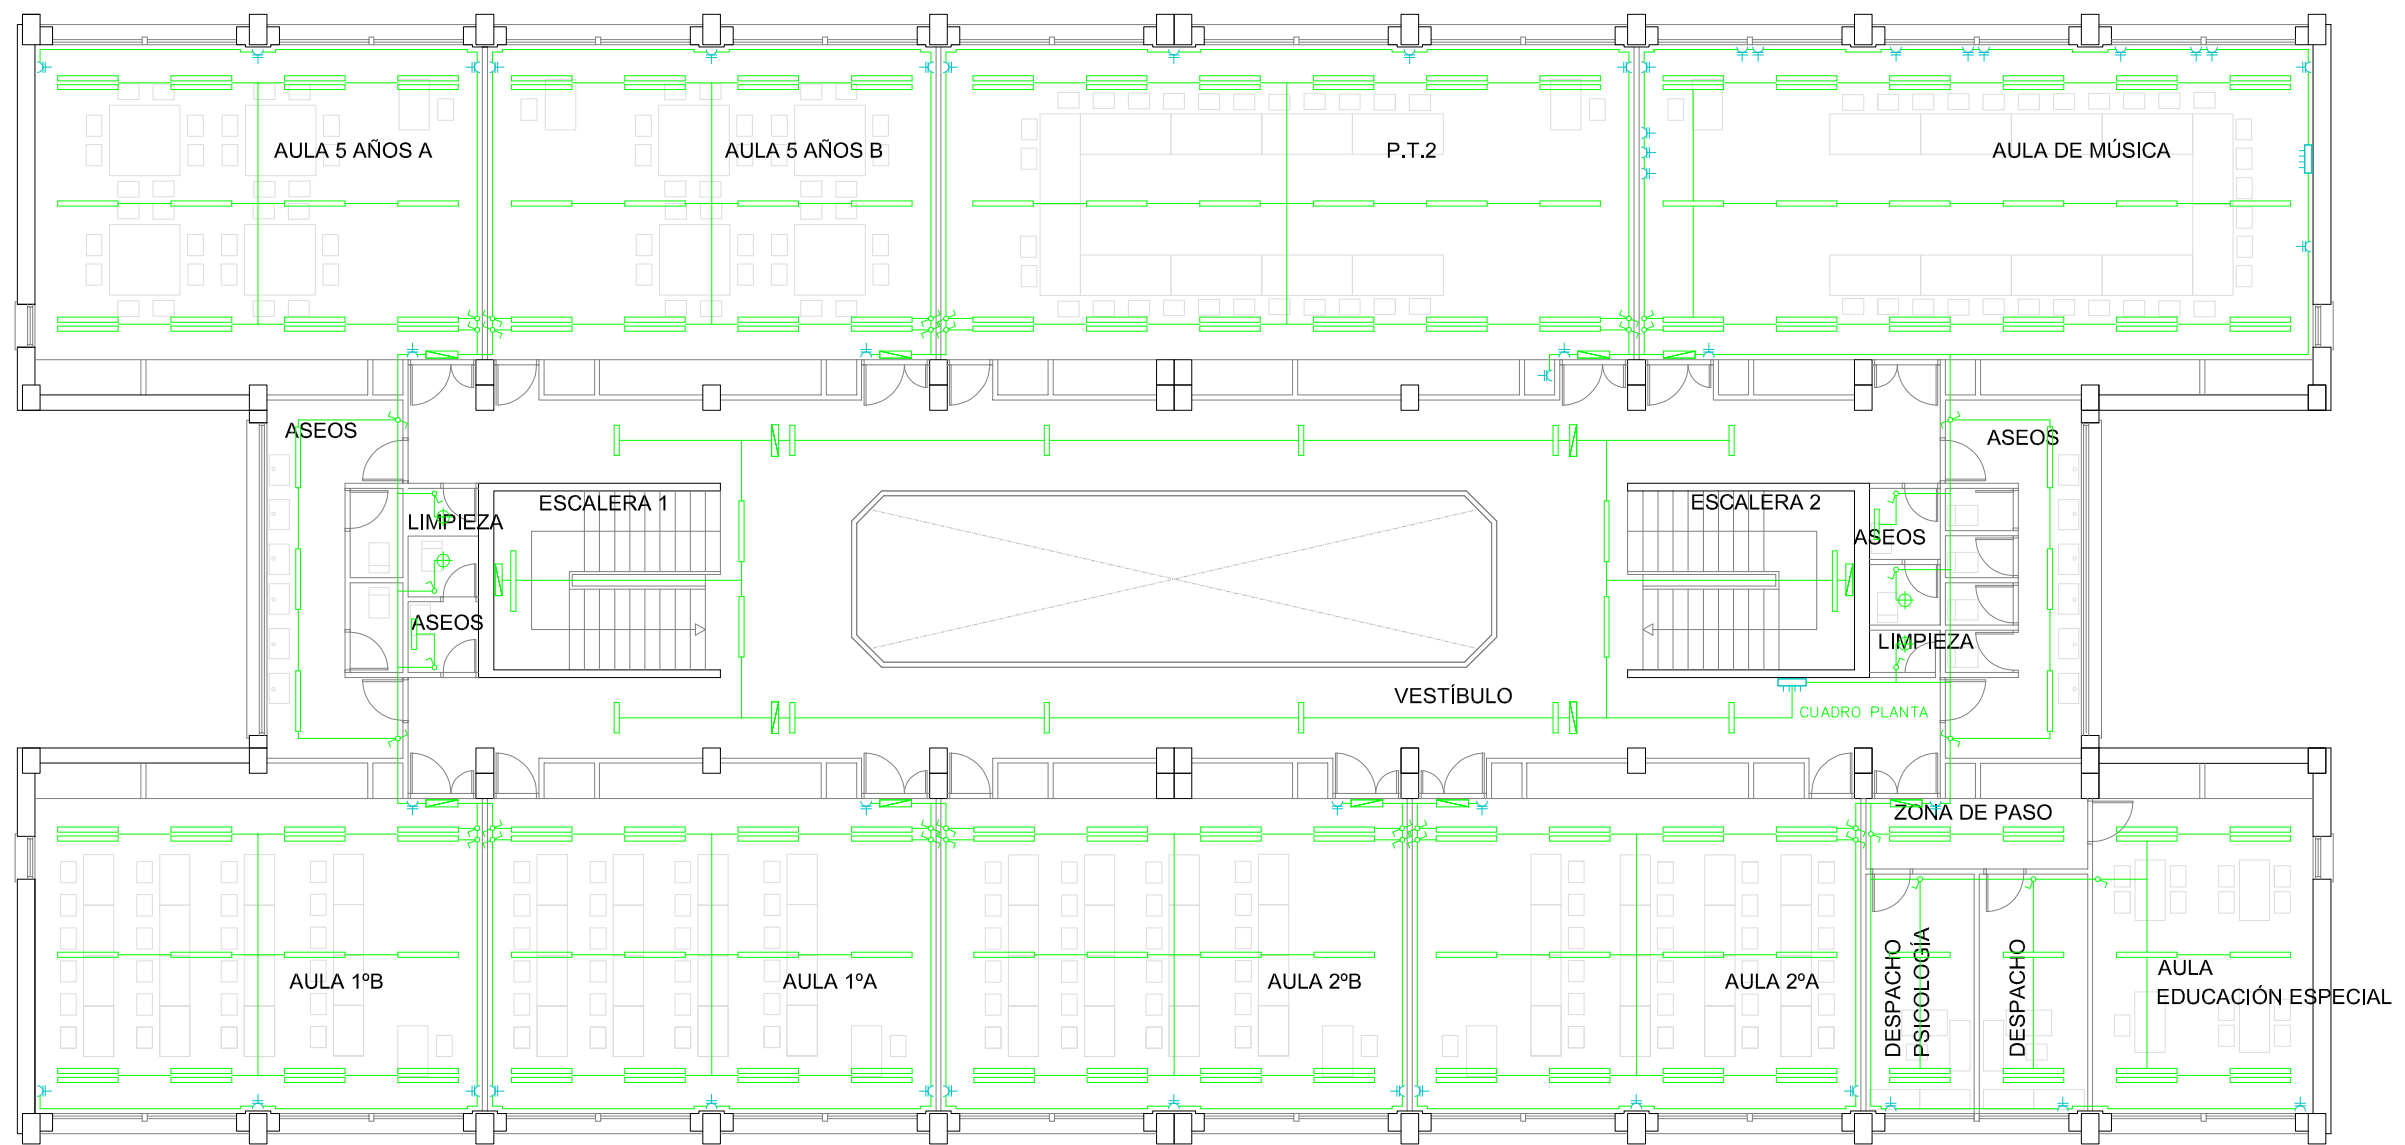 AULA 5 AÑOS A
AULA 5 AÑOS B
P.T.2
AULA DE MÚSICA
ASEOS
ASEOS
ESCALERA 1
ESCALERA 2
LIMPIEZA
ASEOS
ASEOS
LIMPIEZA
VESTÍBULO
CUADRO PLANTA
ZONA DE PASO
AULA 1ºB
AULA 1ºA
AULA 2ºB
AULA 2ºA
DESPACHO
PSICOLOGÍA
DESPACHO
AULA
EDUCACIÓN ESPECIAL